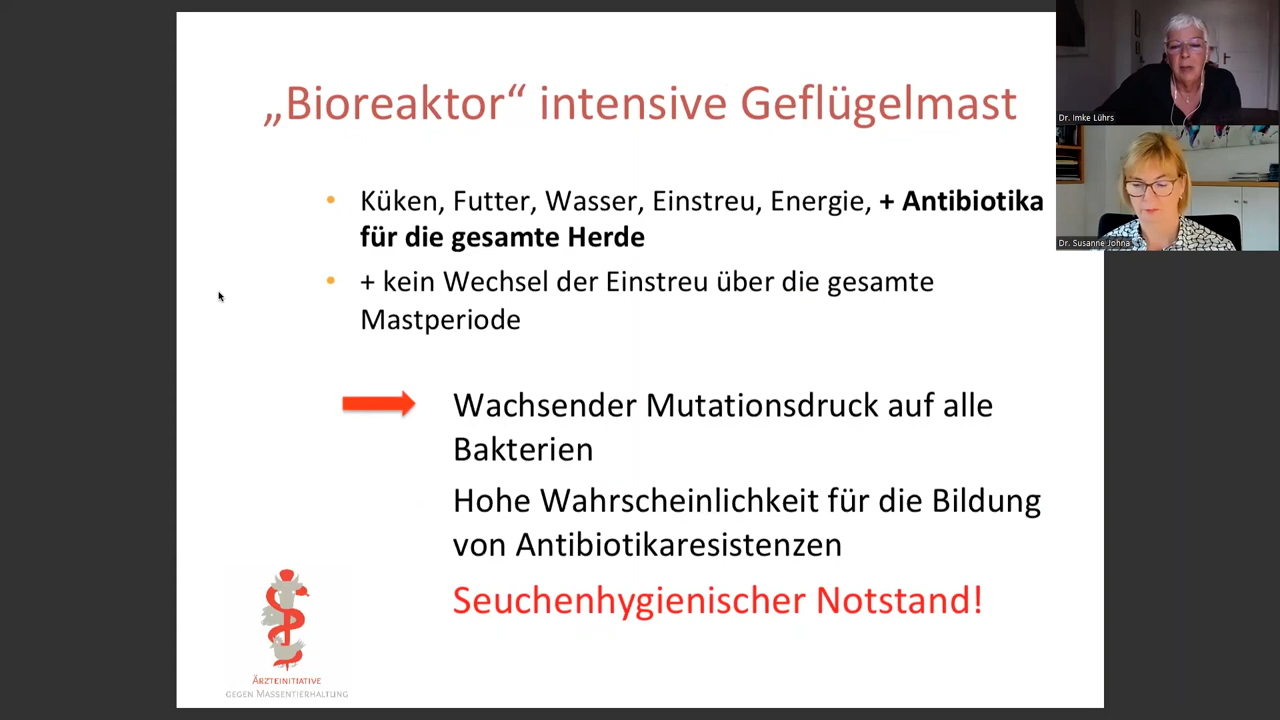 „Bioreaktor“ intensive Geflügelmast
• Küken, Futter, Wasser, Einstreu, Energie, + Antibiotika
für die gesamte Herde
• + kein Wechsel der Einstreu über die gesamte
Mastperiode
Wachsender Mutationsdruck auf alle
Bakterien
Hohe Wahrscheinlichkeit für die Bildung
von Antibiotikaresistenzen
Seuchenhygienischer Notstand!
ÄRZTEINITIATIVE
GEGEN MASSENTIERHALTUNG
Dr. Imke Lührs
Dr. Susanne Johna